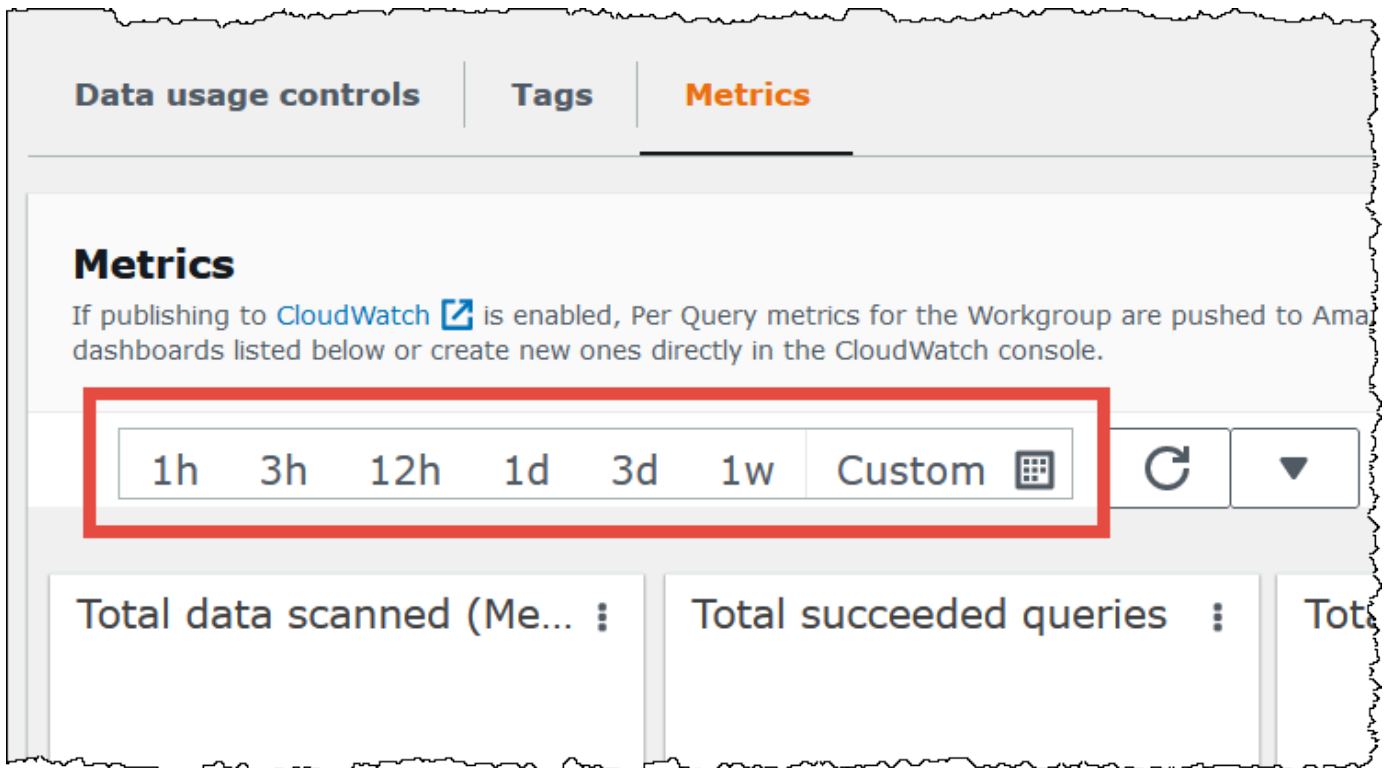 Data usage controls Tags Metrics
Metrics
If publishing to CloudWatch is enabled, Per Query metrics for the Workgroup are pushed to
dashboards listed below or create new ones directly in the CloudWatch console.
1h 3h 12h 1d 3d 1w Custom
Total data scanned (Me... Total succeeded queries